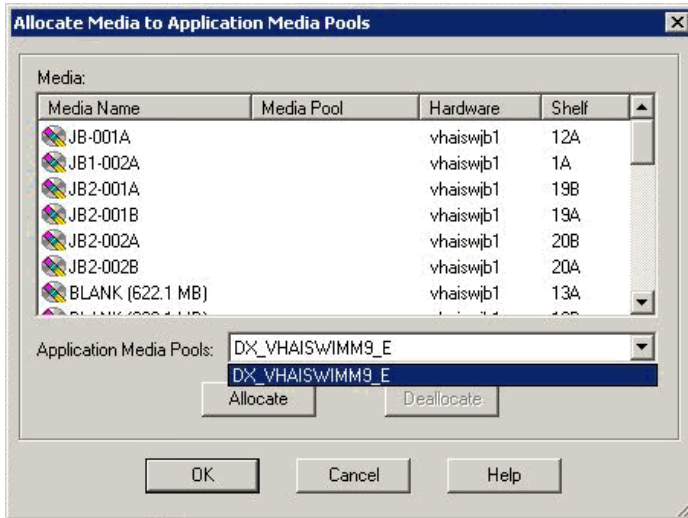 Allocate Media to Application Media Pools
Media:
Media Name Media Pool Hardware Shelf
JB-001A vhaiswjb1 12A
JB1-002A vhaiswjb1 1A
JB2-001A vhaiswjb1 19B
JB2-001B vhaiswjb1 19A
JB2-002A vhaiswjb1 20B
JB2-002B vhaiswjb1 20A
BLANK (622.1 MB) vhaiswjb1 13A
Application Media Pools: DX_VHAISWIMM9_E
DX_VHAISWIMM9_E
Allocate Deallocate
OK Cancel Help